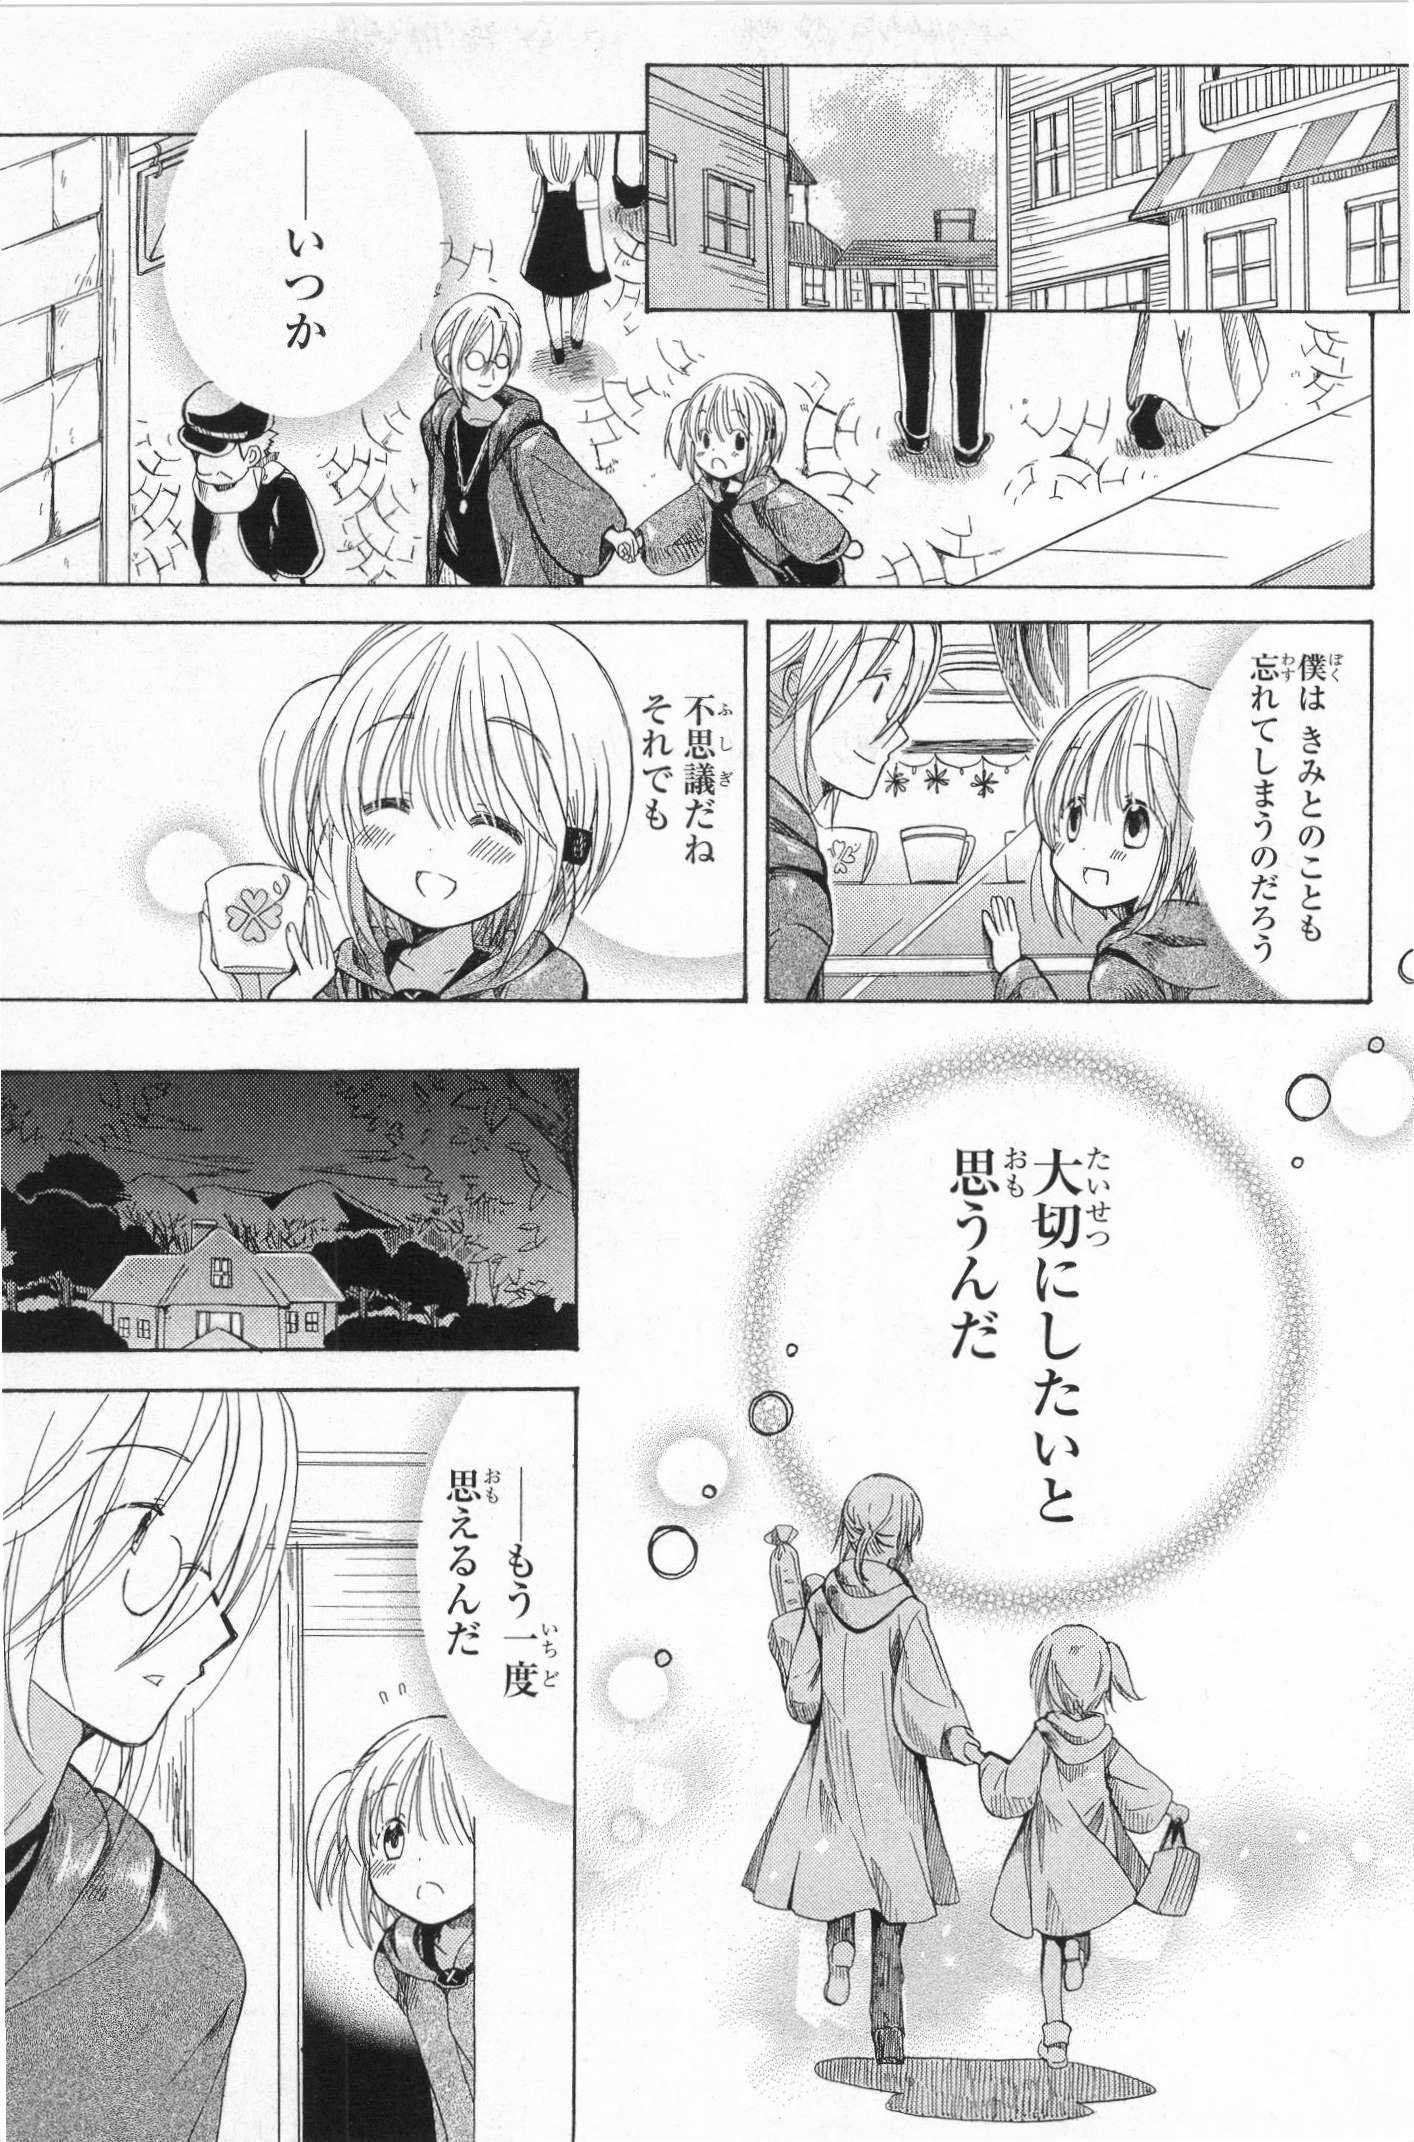 ――いつか
僕は きみとのことも
忘れてしまうのだろう
不思議だね
それでも
大切にしたいと
思うんだ
――もう一度
思えるんだ